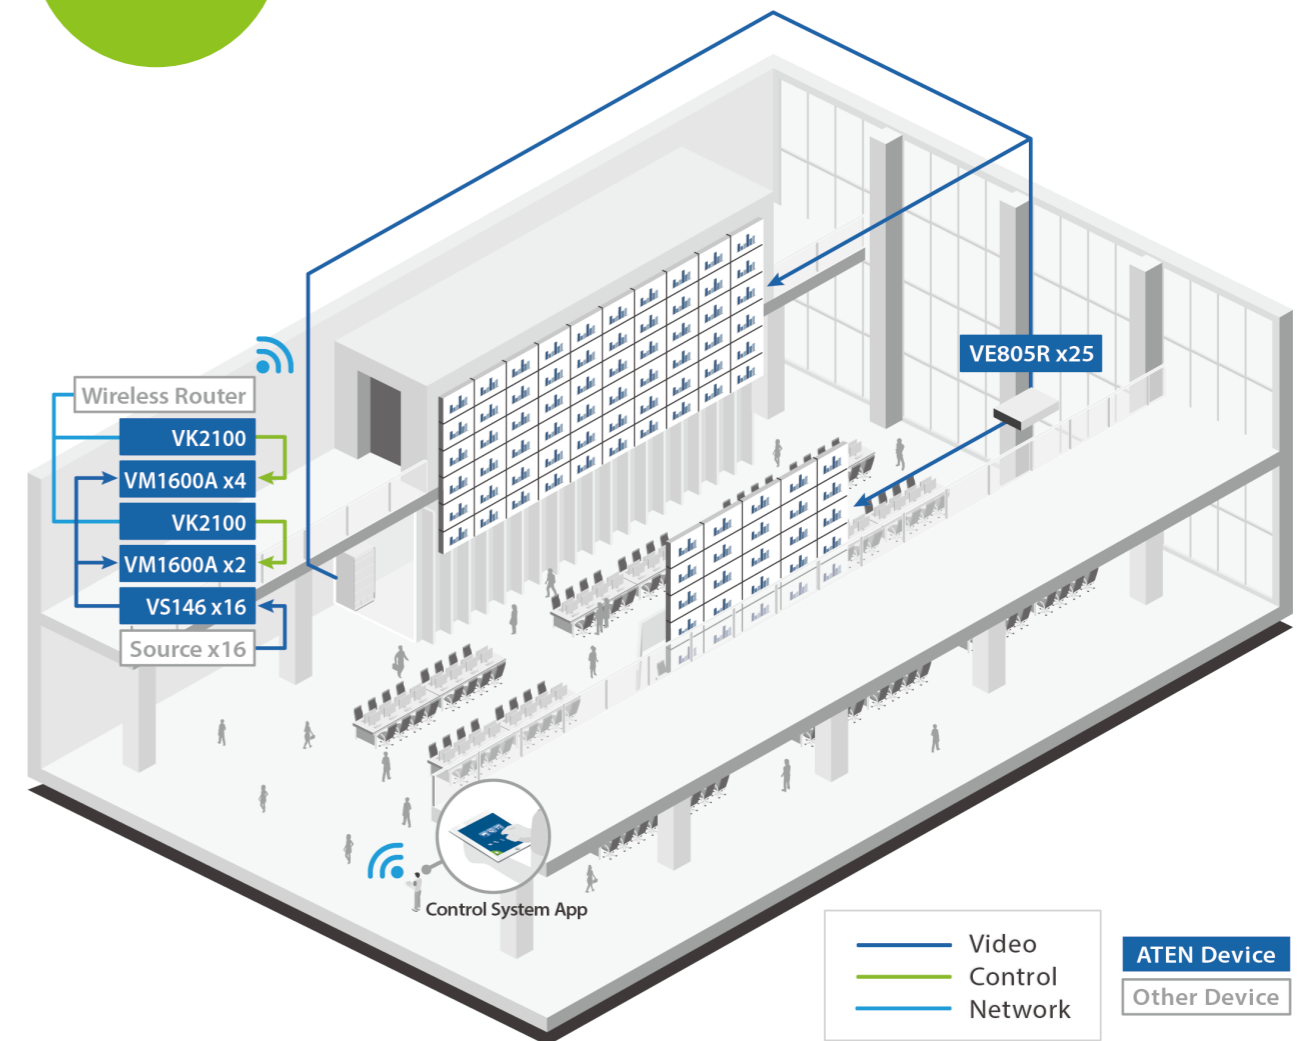 VE805R x25
Wireless Router
VK2100
VM1600A x4
VK2100
VM1600A x2
VS146 x16
Source x16
Control System App
Video
Control
Network
ATEN Device
Other Device